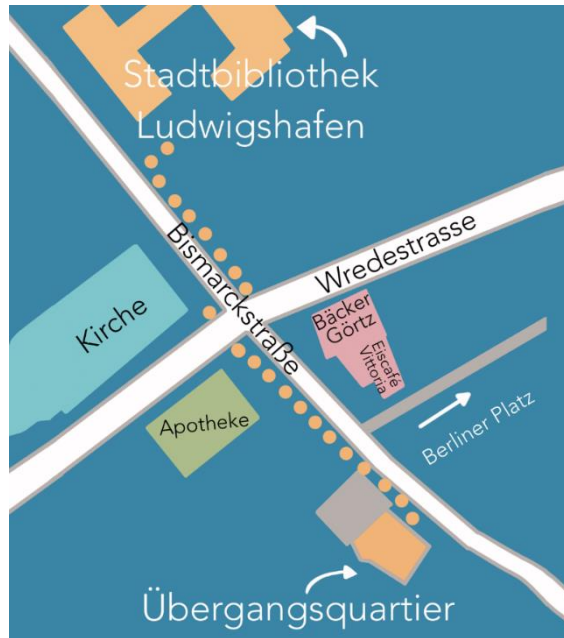 Stadtbibliothek
Ludwigshafen
Bismarckstraße
Wredestrasse
Kirche
Bäcker
Görtz
Eiscafé
Vittoria
Apotheke
Berliner Platz
Übergangsquartier